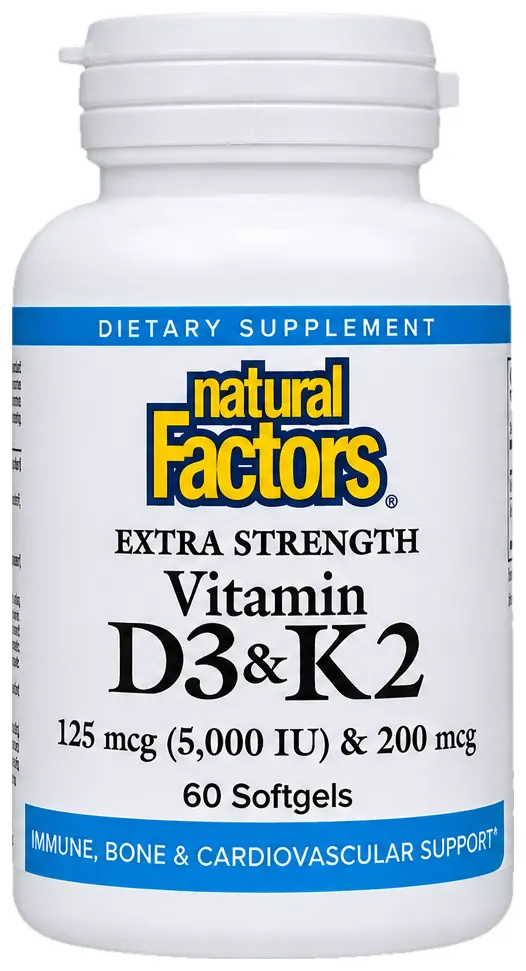 DIETARY SUPPLEMENT
natural
Factors®
EXTRA STRENGTH
Vitamin
D3 & K2
125 mcg (5,000 IU) & 200 mcg
60 Softgels
IMMUNE, BONE & CARDIOVASCULAR SUPPORT*